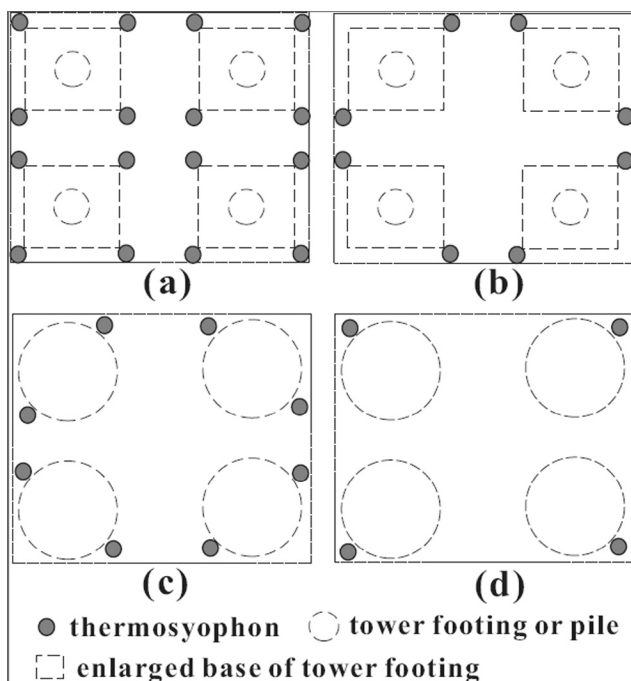 (a) (b)
(c) (d)
thermosyophon tower footing or pile
enlarged base of tower footing